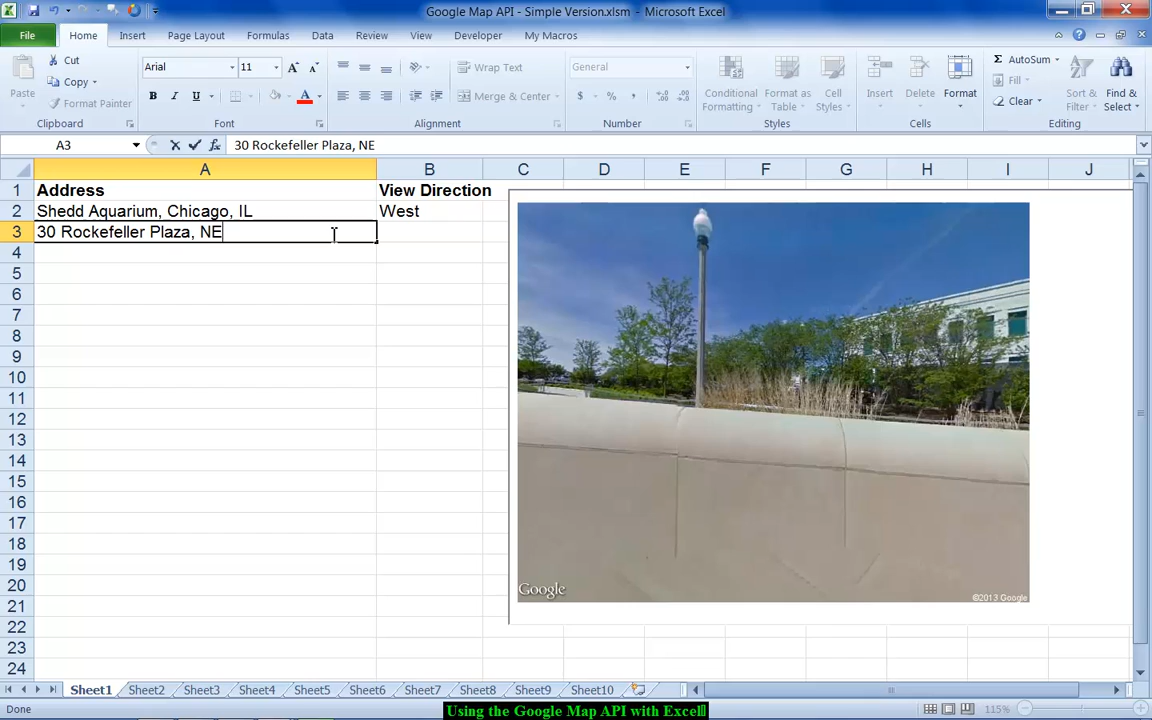 Google Map API - Simple Version.xlsm - Microsoft Excel
File Home Insert Page Layout Formulas Data Review View Developer My Macros
Paste
Cut
Copy
Format Painter
Clipboard
Arial 11
B I U
Font
Wrap Text
Merge & Center
Alignment
General
$ % ,
Number
Conditional Formatting
Format as Table
Cell Styles
Styles
Insert Delete Format
Cells
AutoSum
Fill
Clear
Sort & Filter
Find & Select
Editing
A3 fx 30 Rockefeller Plaza, NE
A B C D E F G H I J
1 Address View Direction
2 Shedd Aquarium, Chicago, IL West
3 30 Rockefeller Plaza, NE
4
5
6
7
8
9
10
11
12
13
14
15
16
17
18
19
20
21
22
23
24
Google ©2013 Google
Sheet1 Sheet2 Sheet3 Sheet4 Sheet5 Sheet6 Sheet7 Sheet8 Sheet9 Sheet10
Done 115%
Using the Google Map API with Excel